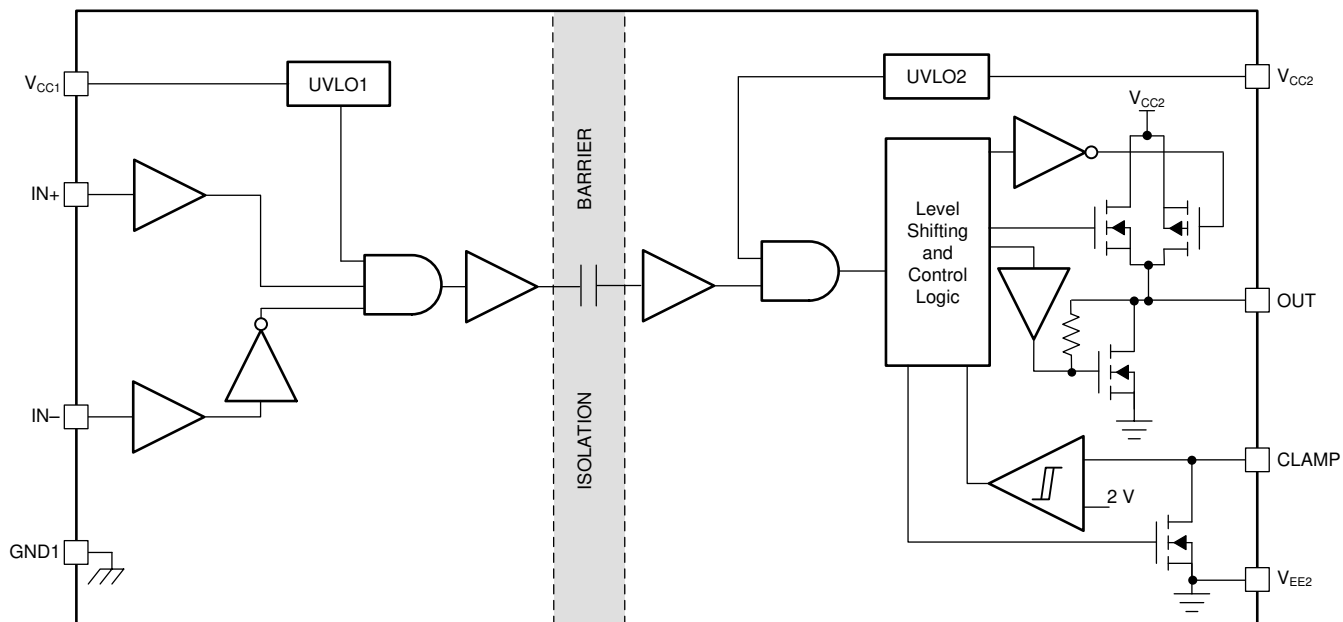 VCC1
UVLO1
UVLO2
VCC2
VCC2
IN+
BARRIER
Level
Shifting
and
Control
Logic
OUT
IN–
ISOLATION
CLAMP
2 V
GND1
VEE2